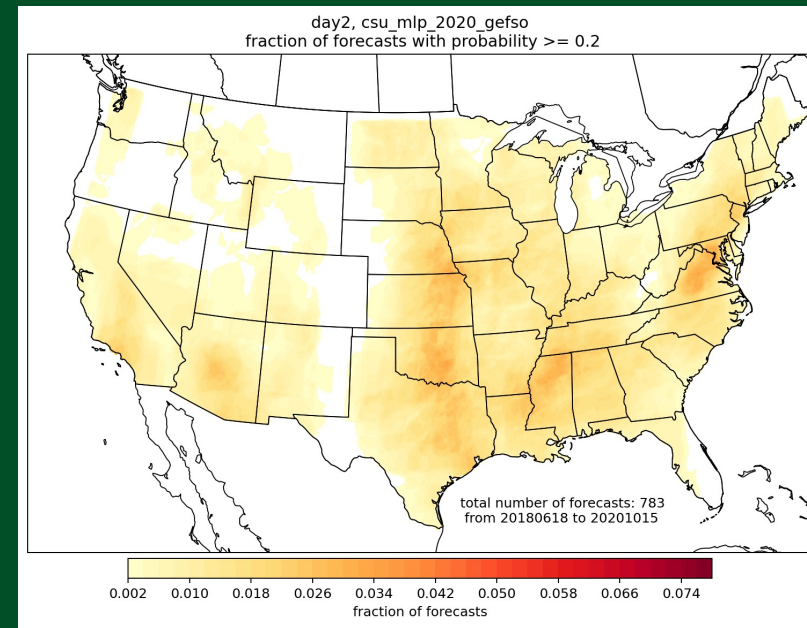 day2, csu_mlp_2020_gefso
fraction of forecasts with probability >= 0.2
total number of forecasts: 783
from 20180618 to 20201015
0.002 0.010 0.018 0.026 0.034 0.042 0.050 0.058 0.066 0.074
fraction of forecasts